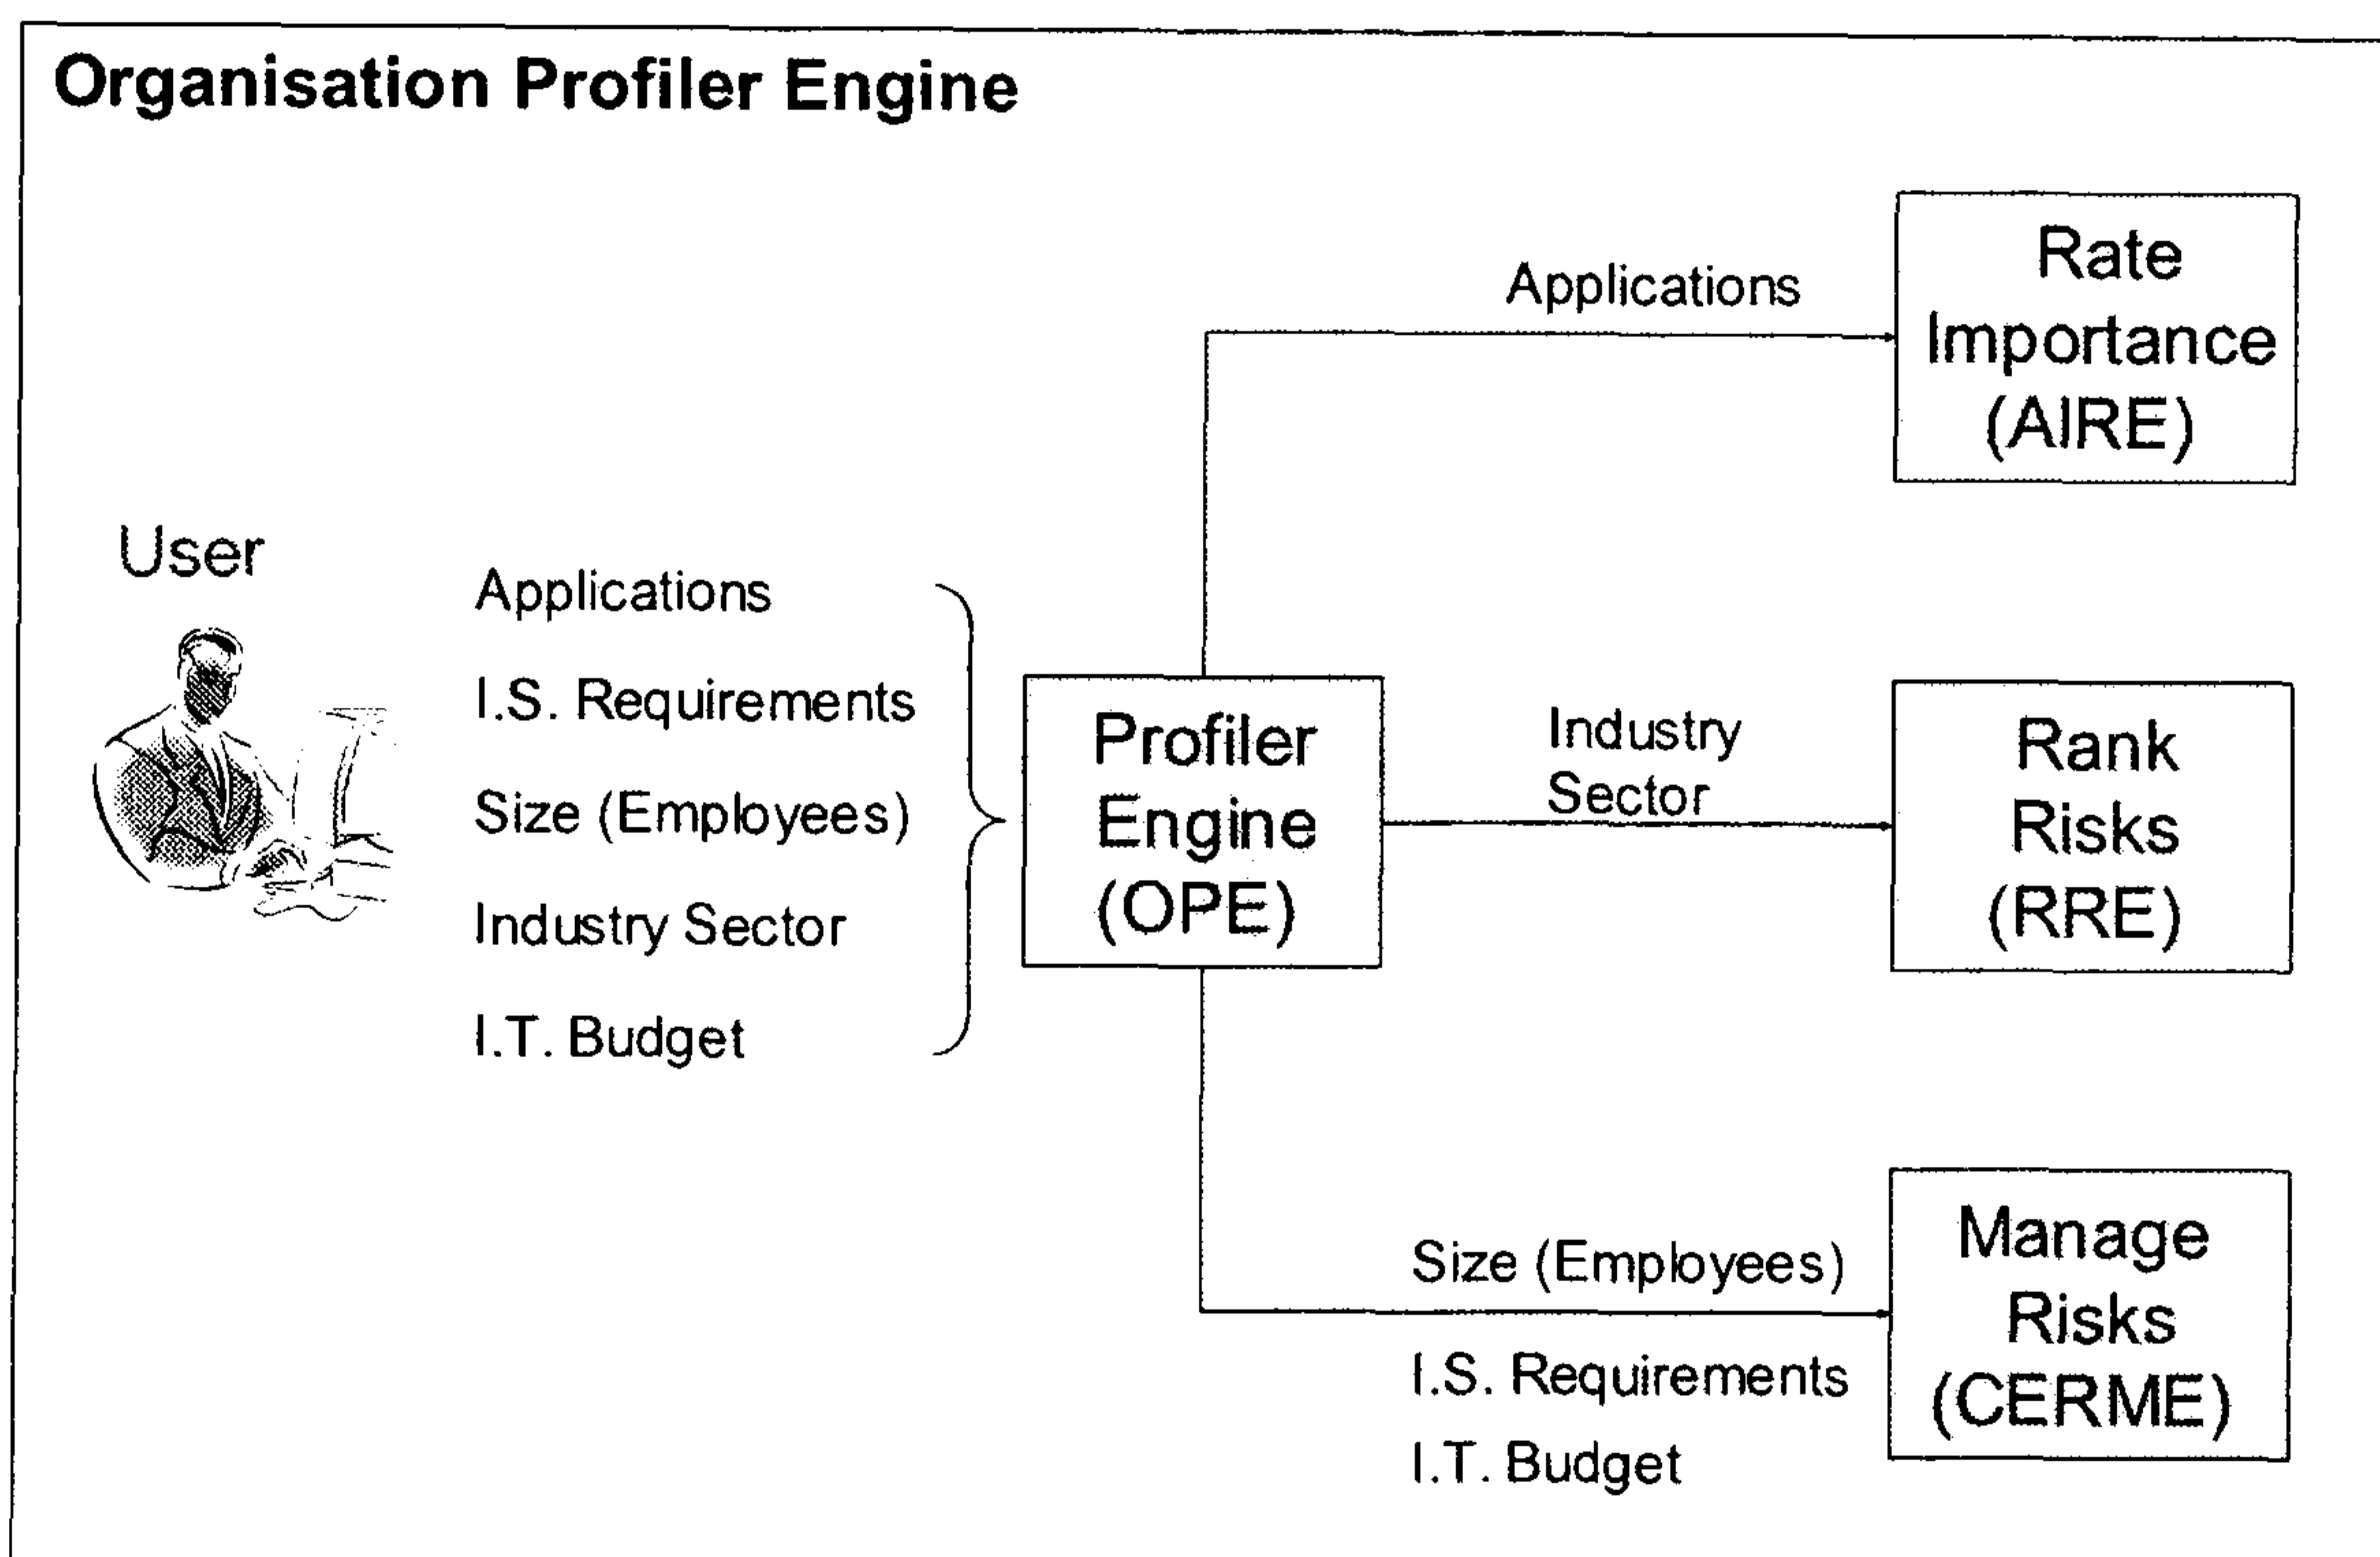 Organisation Profiler Engine
User
Applications
I.S. Requirements
Size (Employees)
Industry Sector
I.T. Budget
Profiler
Engine
(OPE)
Applications
Rate
Importance
(AIRE)
Industry
Sector
Rank
Risks
(RRE)
Size (Employees)
I.S. Requirements
I.T. Budget
Manage
Risks
(CERME)